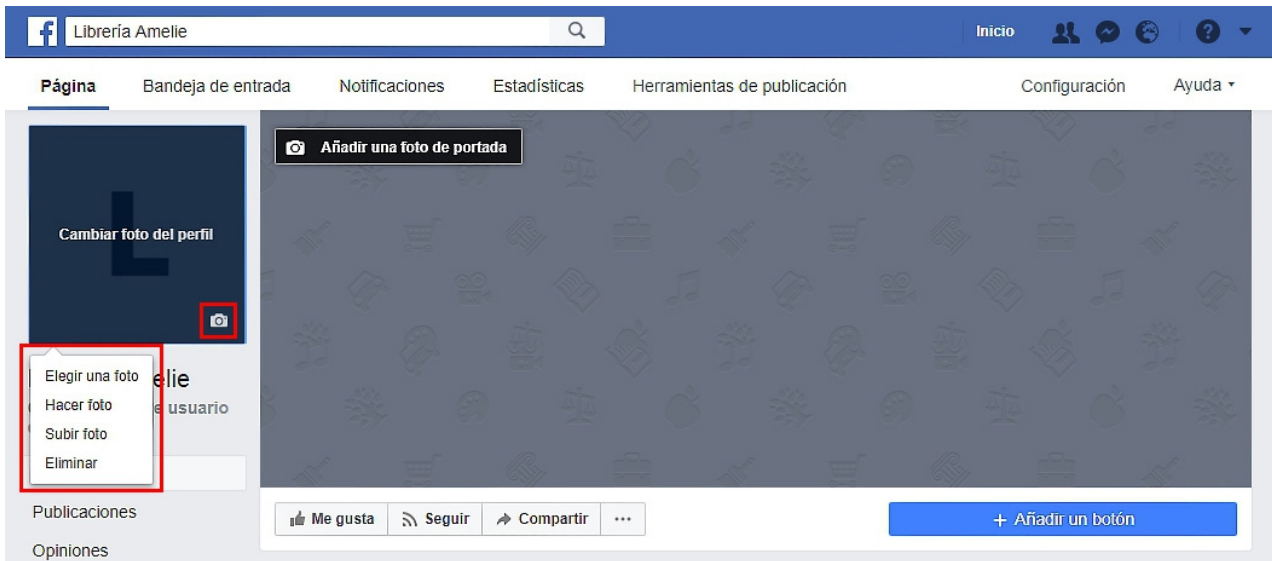 f Librería Amelie
Inicio
Página Bandeja de entrada Notificaciones Estadísticas Herramientas de publicación Configuración Ayuda
Añadir una foto de portada
L
Cambiar foto del perfil
Elegir una foto
Hacer foto
Subir foto
Eliminar
elie
usuario
Publicaciones
Opiniones
Me gusta Seguir Compartir ...
+ Añadir un botón